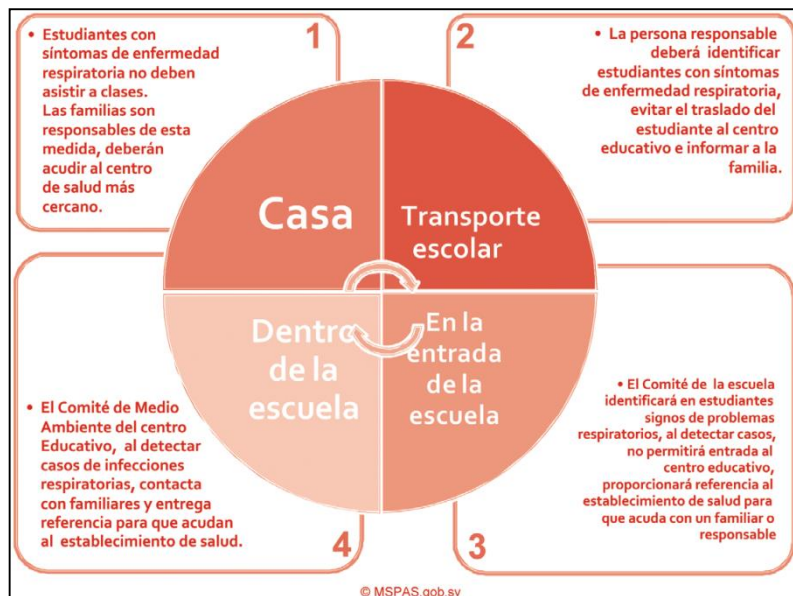 1
• Estudiantes con
síntomas de enfermedad
respiratoria no deben
asistir a clases.
Las familias son
responsables de esta
medida, deberán
acudir al centro
de salud más
cercano.
2
• La persona responsable
deberá identificar
estudiantes con síntomas
de enfermedad respiratoria,
evitar el traslado del
estudiante al centro
educativo e informar a la
familia.
Casa
Transporte
escolar
Dentro
de la
escuela
En la
entrada
de la
escuela
• El Comité de Medio
Ambiente del centro
Educativo, al detectar
casos de infecciones
respiratorias, contacta
con familiares y entrega
referencia para que acudan
al establecimiento de salud.
4
• El Comité de la escuela
identificará en estudiantes
signos de problemas
respiratorios, al detectar casos,
no permitirá entrada al
centro educativo,
proporcionará referencia al
establecimiento de salud para
que acuda con un familiar o
responsable
3
© MSPAS.gob.sv